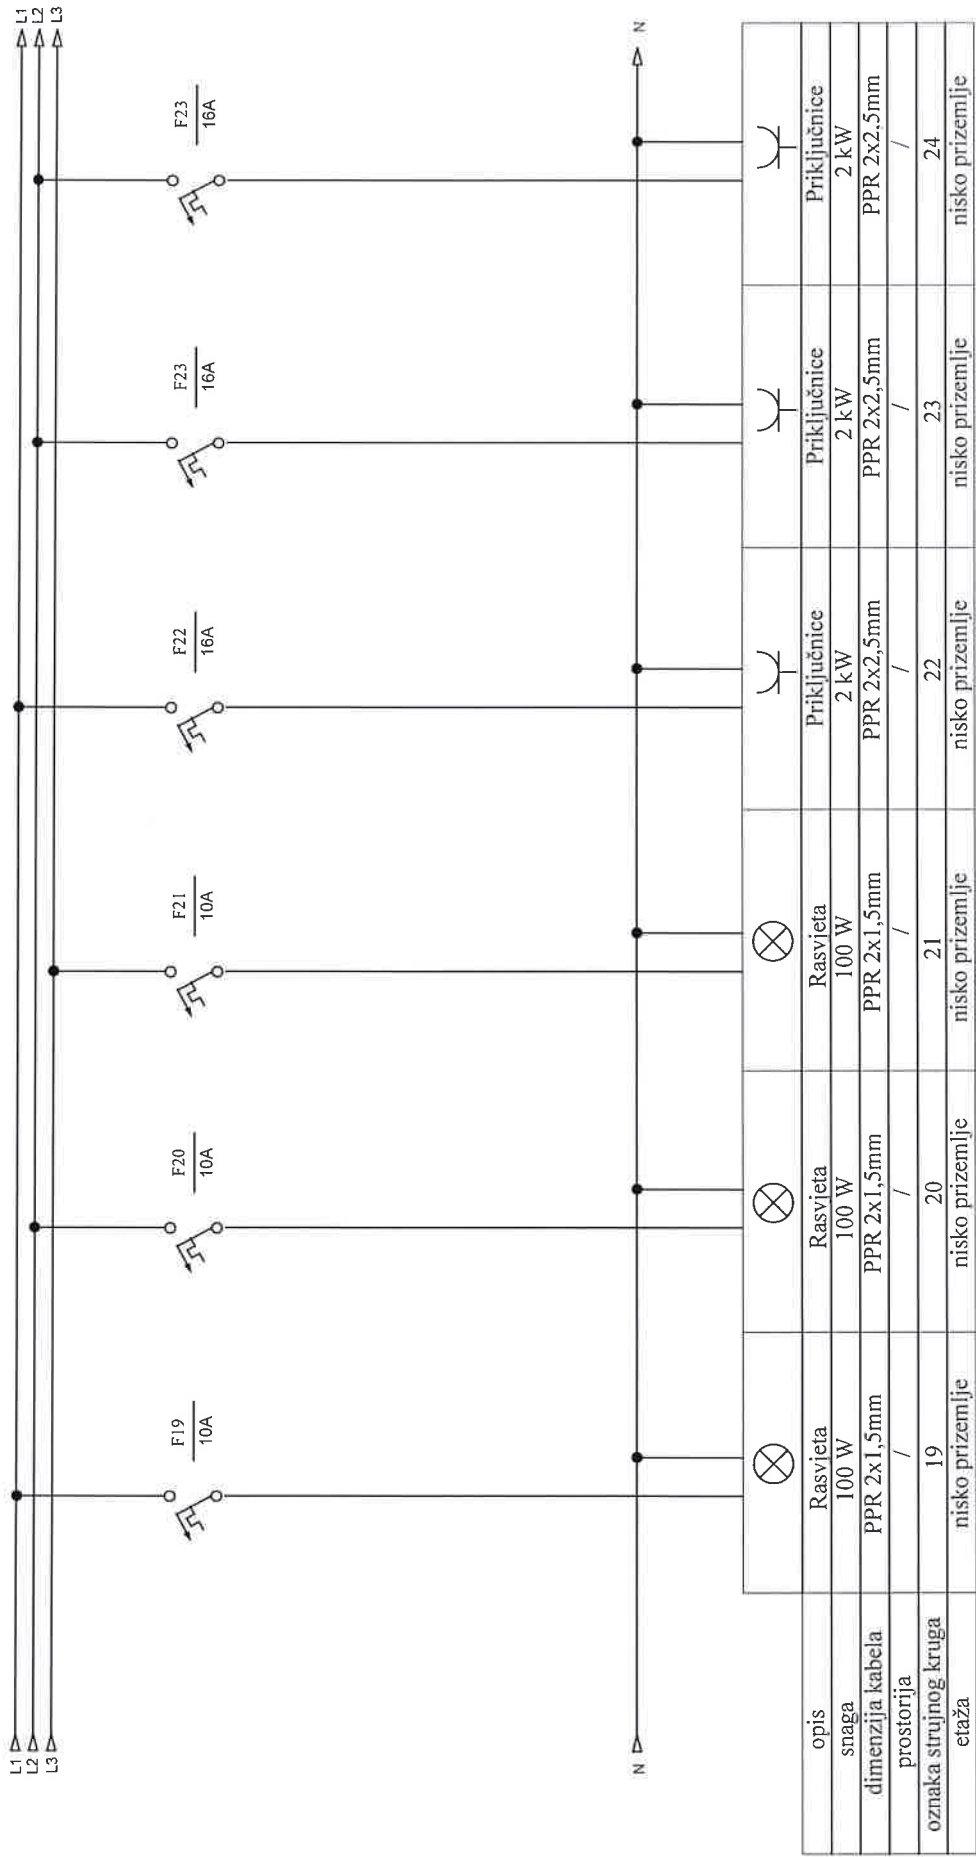 L1
L2
L3
L1
L2
L3
F19
10A
F20
10A
F21
10A
F22
16A
F23
16A
F23
16A
N
N
opis Rasvjeta Rasvjeta Rasvjeta Priključnice Priključnice Priključnice
snaga 100 W 100 W 100 W 2 kW 2 kW 2 kW
dimenzija kabela PPR 2x1,5mm PPR 2x1,5mm PPR 2x1,5mm PPR 2x2,5mm PPR 2x2,5mm PPR 2x2,5mm
prostorija / / / / / /
oznaka strujnog kruga 19 20 21 22 23 24
etaža nisko prizemlje nisko prizemlje nisko prizemlje nisko prizemlje nisko prizemlje nisko prizemlje